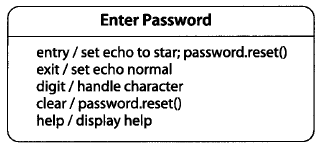 Enter Password
entry / set echo to star; password.reset()
exit / set echo normal
digit / handle character
clear / password.reset()
help / display help